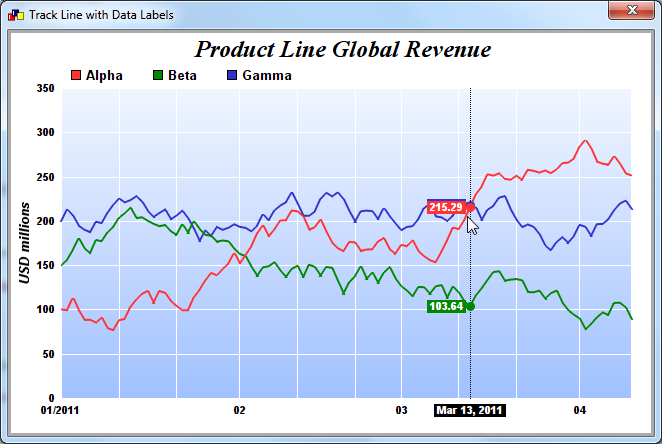 Track Line with Data Labels
Product Line Global Revenue
Alpha Beta Gamma
350
300
250
200
150
100
50
0
USD millions
215.29
103.64
01/2011 02 03 Mar 13, 2011 04